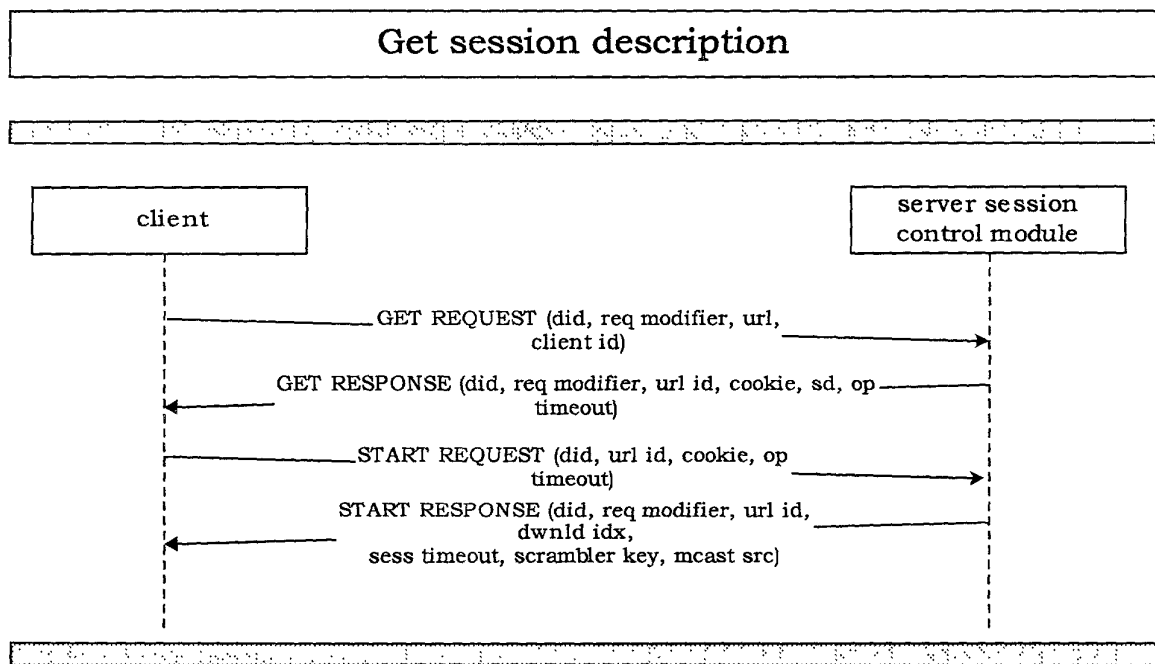 Get session description
client
server session
control module
GET REQUEST (did, req modifier, url,
client id)
GET RESPONSE (did, req modifier, url id, cookie, sd, op
timeout)
START REQUEST (did, url id, cookie, op
timeout)
START RESPONSE (did, req modifier, url id,
dwnld idx,
sess timeout, scrambler key, mcast src)